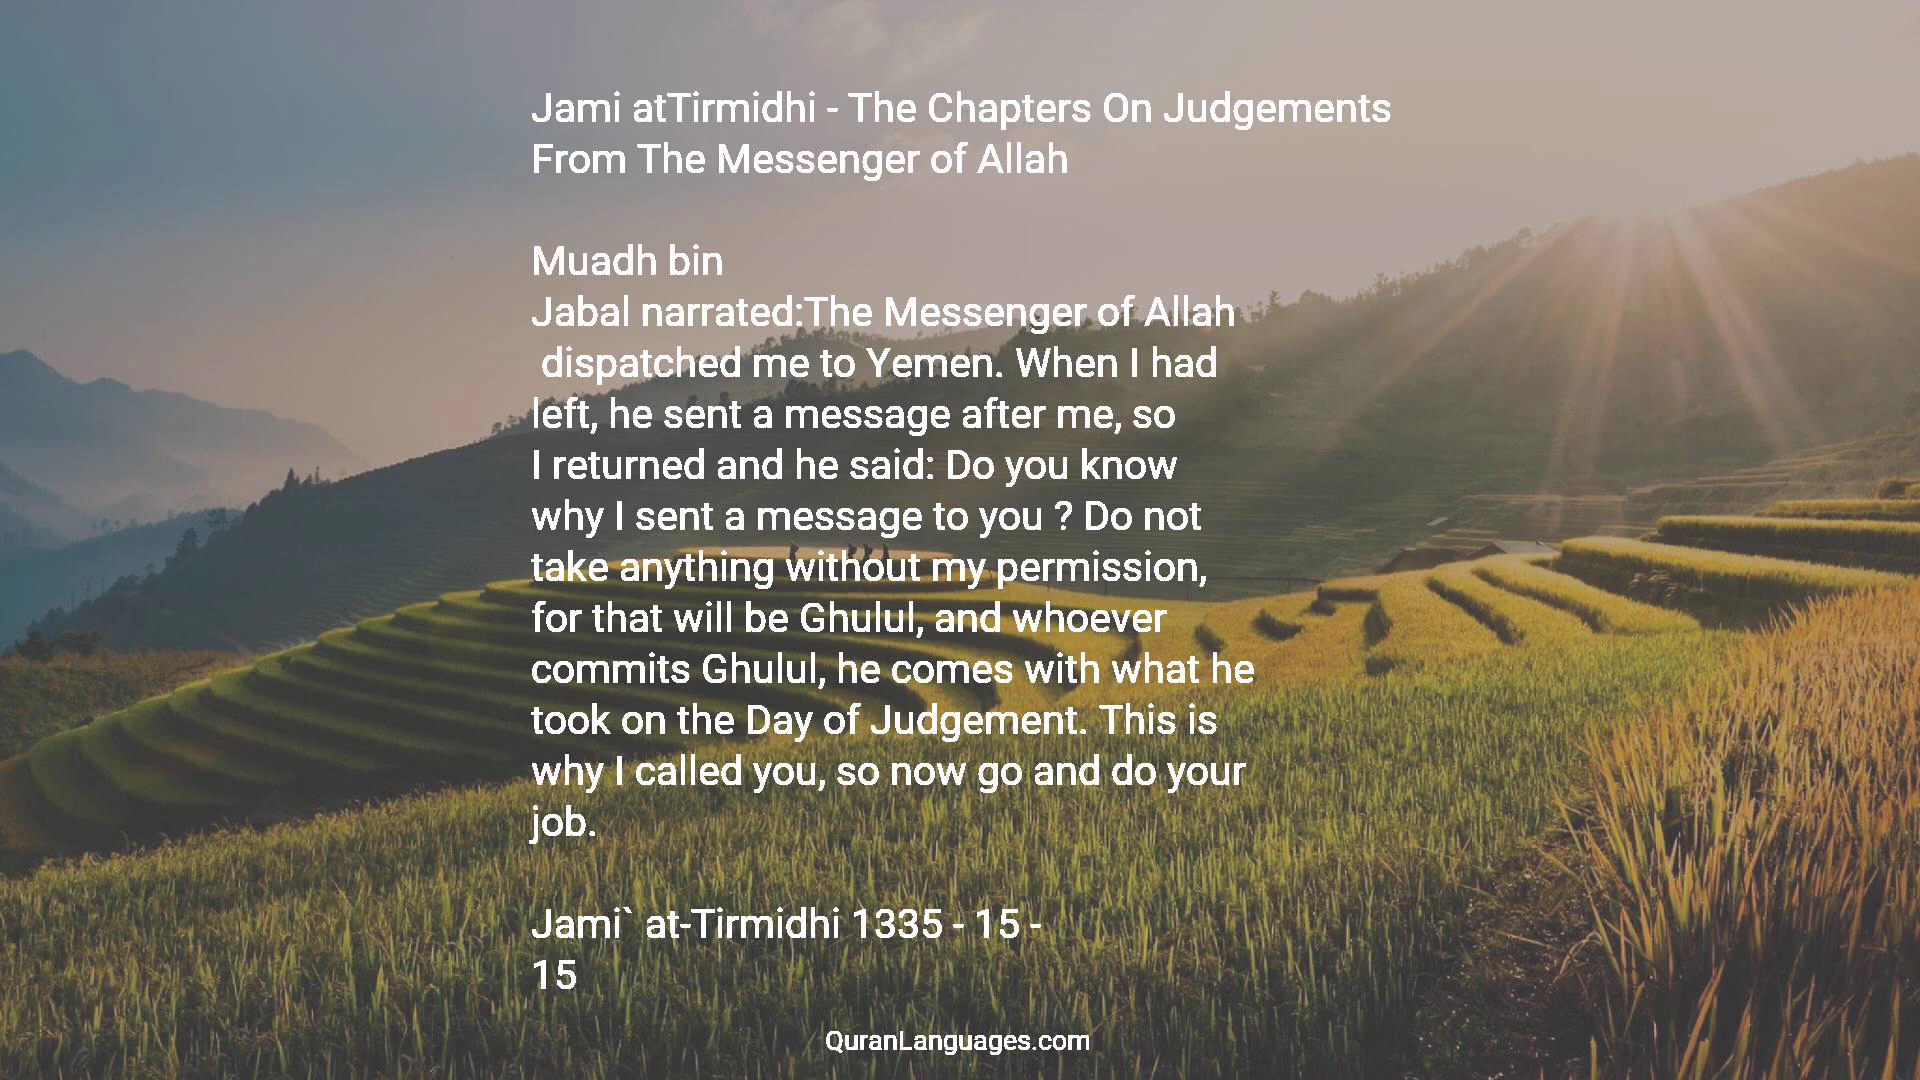 Jami atTirmidhi - The Chapters On Judgements
From The Messenger of Allah
Muadh bin
Jabal narrated:The Messenger of Allah
dispatched me to Yemen. When I had
left, he sent a message after me, so
I returned and he said: Do you know
why I sent a message to you ? Do not
take anything without my permission,
for that will be Ghulul, and whoever
commits Ghulul, he comes with what he
took on the Day of Judgement. This is
why I called you, so now go and do your
job.
Jami` at-Tirmidhi 1335 - 15 -
15
QuranLanguages.com